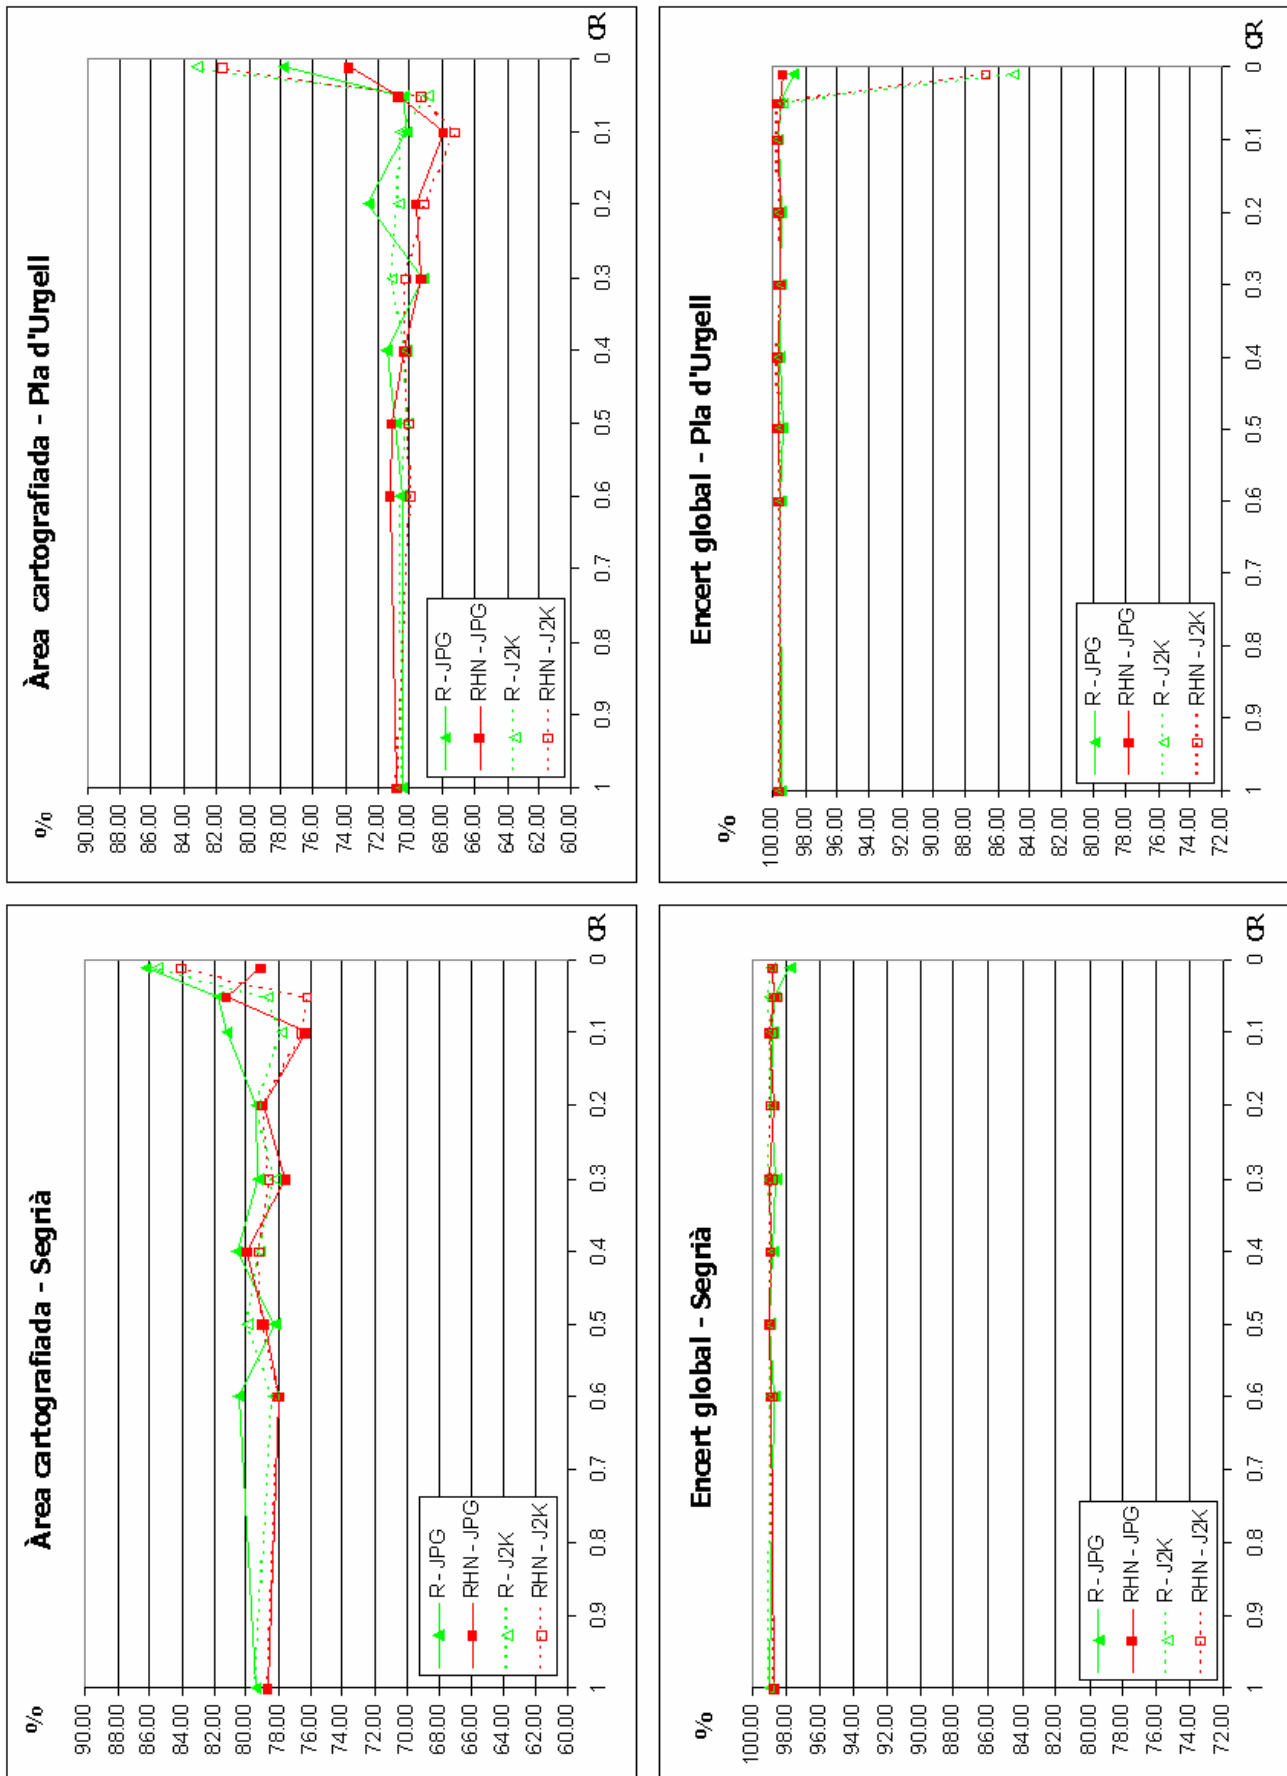 Àrea cartografiada - Segrià
%
90.00
88.00
86.00
84.00
82.00
80.00
78.00
76.00
74.00
72.00
70.00
68.00
66.00
64.00
62.00
60.00
1 0.9 0.8 0.7 0.6 0.5 0.4 0.3 0.2 0.1 0 CR
R - JPG
RHN - JPG
R - J2K
RHN - J2K
Àrea cartografiada - Pla d'Urgell
%
90.00
88.00
86.00
84.00
82.00
80.00
78.00
76.00
74.00
72.00
70.00
68.00
66.00
64.00
62.00
60.00
1 0.9 0.8 0.7 0.6 0.5 0.4 0.3 0.2 0.1 0 CR
R - JPG
RHN - JPG
R - J2K
RHN - J2K
Encert global - Segrià
%
100.00
98.00
96.00
94.00
92.00
90.00
88.00
86.00
84.00
82.00
80.00
78.00
76.00
74.00
72.00
1 0.9 0.8 0.7 0.6 0.5 0.4 0.3 0.2 0.1 0 CR
R - JPG
RHN - JPG
R - J2K
RHN - J2K
Encert global - Pla d'Urgell
%
100.00
98.00
96.00
94.00
92.00
90.00
88.00
86.00
84.00
82.00
80.00
78.00
76.00
74.00
72.00
1 0.9 0.8 0.7 0.6 0.5 0.4 0.3 0.2 0.1 0 CR
R - JPG
RHN - JPG
R - J2K
RHN - J2K